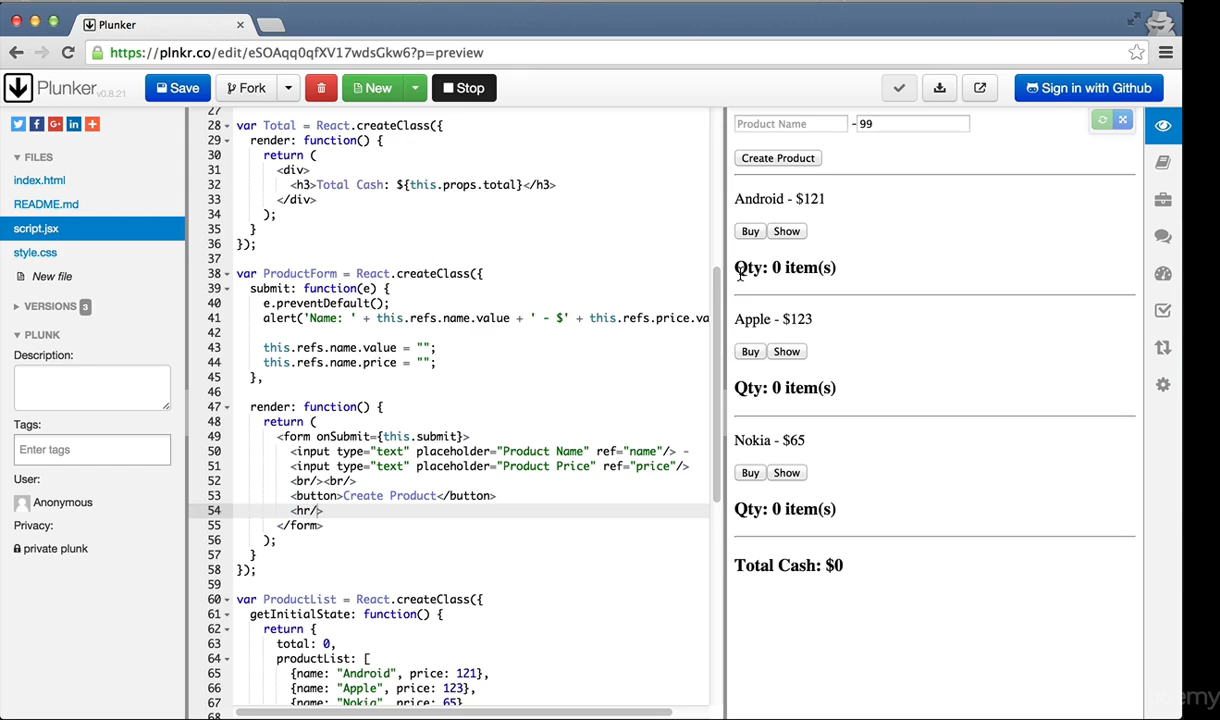 Plunker
https://plnkr.co/edit/eSOAqq0qfXV17wdsGkw6?p=preview
Plunker v0.8.21
Save
Fork
New
Stop
Sign in with Github
FILES
index.html
README.md
script.jsx
style.css
New file
VERSIONS 3
PLUNK
Description:
Tags:
Enter tags
User:
Anonymous
Privacy:
private plunk
27
28 var Total = React.createClass({
29 render: function() {
30 return (
31 <div>
32 <h3>Total Cash: ${this.props.total}</h3>
33 </div>
34 );
35 }
36 });
37
38 var ProductForm = React.createClass({
39 submit: function(e) {
40 e.preventDefault();
41 alert('Name: ' + this.refs.name.value + ' - $' + this.refs.price.va
42
43 this.refs.name.value = "";
44 this.refs.name.price = "";
45 },
46
47 render: function() {
48 return (
49 <form onSubmit={this.submit}>
50 <input type="text" placeholder="Product Name" ref="name"/> -
51 <input type="text" placeholder="Product Price" ref="price"/>
52 <br/><br/>
53 <button>Create Product</button>
54 <hr/>
55 </form>
56 );
57 }
58 });
59
60 var ProductList = React.createClass({
61 getInitialState: function() {
62 return {
63 total: 0,
64 productList: [
65 {name: "Android", price: 121},
66 {name: "Apple", price: 123},
67 {name: "Nokia", price: 65}
68
Product Name - 99
Create Product
Android - $121
Buy Show
Qty: 0 item(s)
Apple - $123
Buy Show
Qty: 0 item(s)
Nokia - $65
Buy Show
Qty: 0 item(s)
Total Cash: $0
udemy